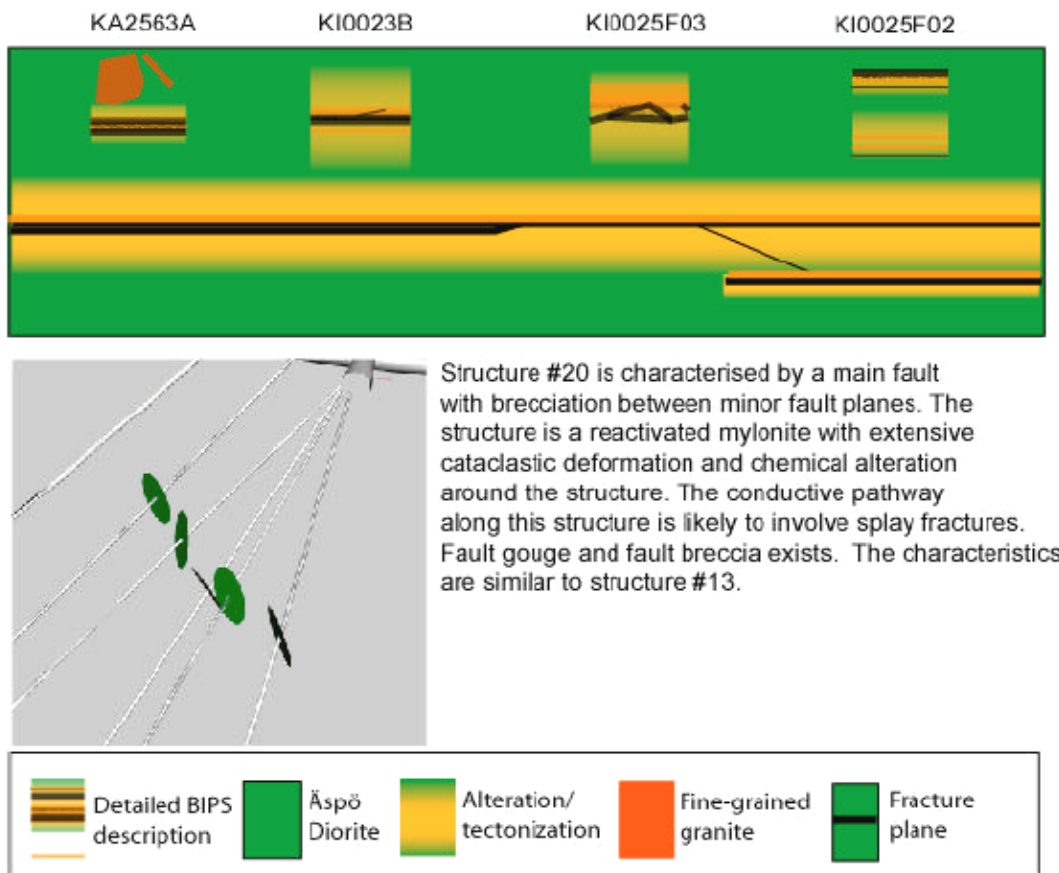 KA2563A KI0023B KI0025F03 KI0025F02
Structure #20 is characterised by a main fault
with brecciation between minor fault planes. The
structure is a reactivated mylonite with extensive
cataclastic deformation and chemical alteration
around the structure. The conductive pathway
along this structure is likely to involve splay fractures.
Fault gouge and fault breccia exists. The characteristics
are similar to structure #13.
Detailed BIPS
description
Äspö
Diorite
Alteration/
tectonization
Fine-grained
granite
Fracture
plane